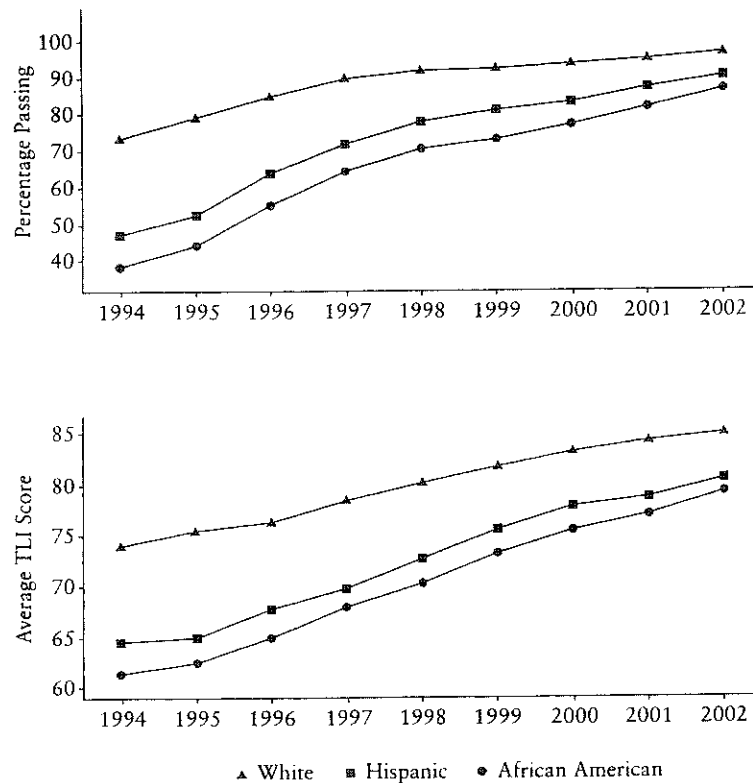 100
90
80
70
60
50
40
Percentage Passing
1994 1995 1996 1997 1998 1999 2000 2001 2002
85
80
75
70
65
60
Average TLI Score
1994 1995 1996 1997 1998 1999 2000 2001 2002
White Hispanic African American